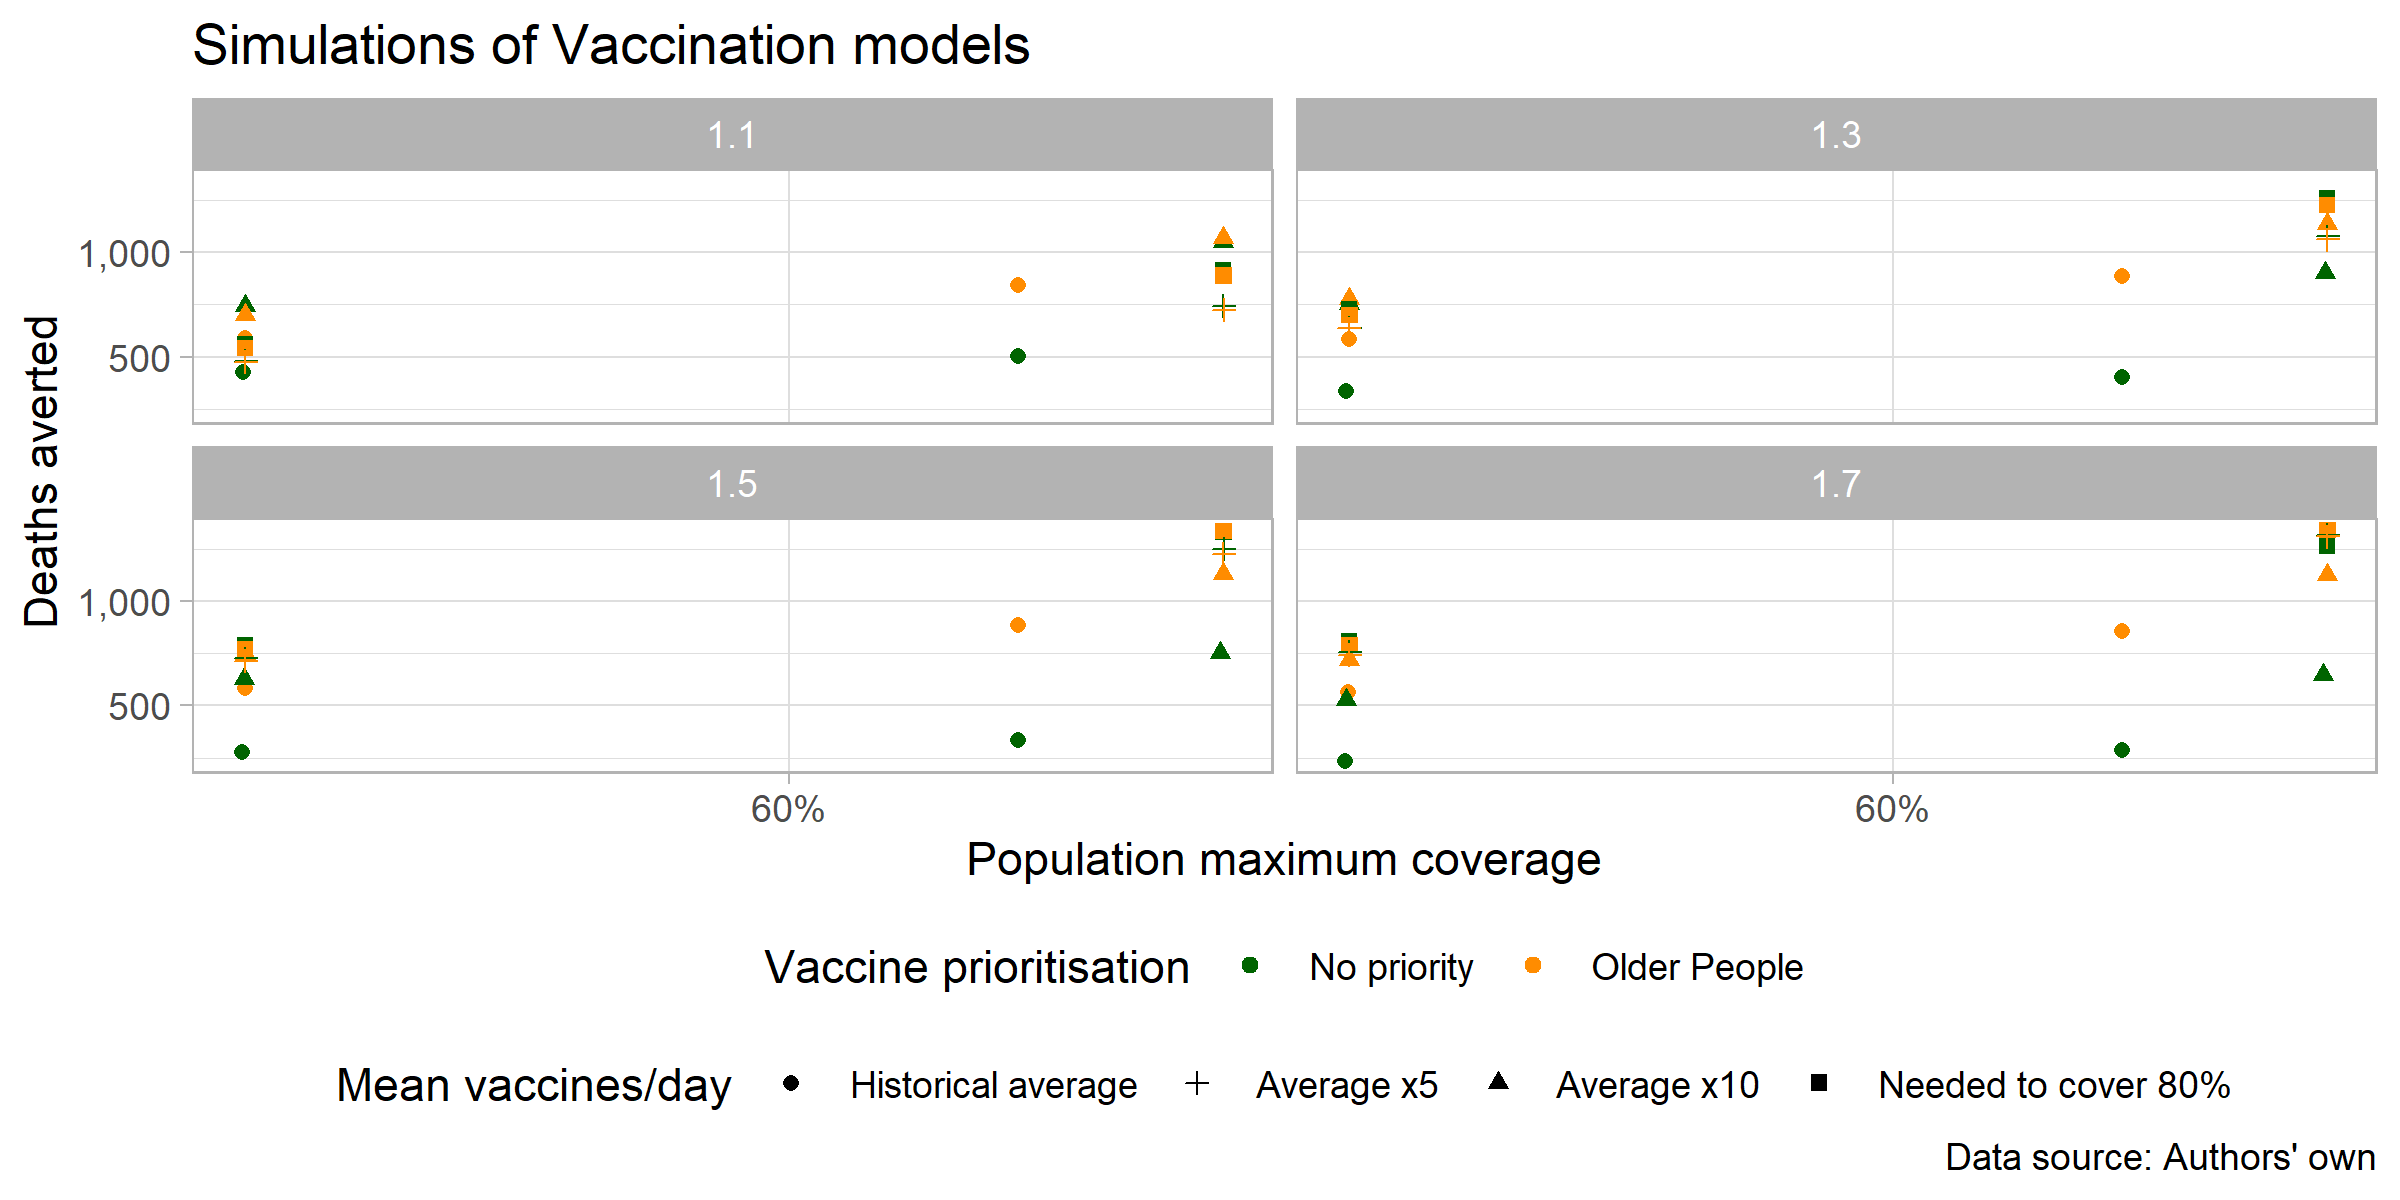 Simulations of Vaccination models
1.1
1.3
1,000
500
1.5
1.7
1,000
500
Deaths averted
60%
60%
Population maximum coverage
Vaccine prioritisation No priority Older People
Mean vaccines/day Historical average Average x5 Average x10 Needed to cover 80%
Data source: Authors' own